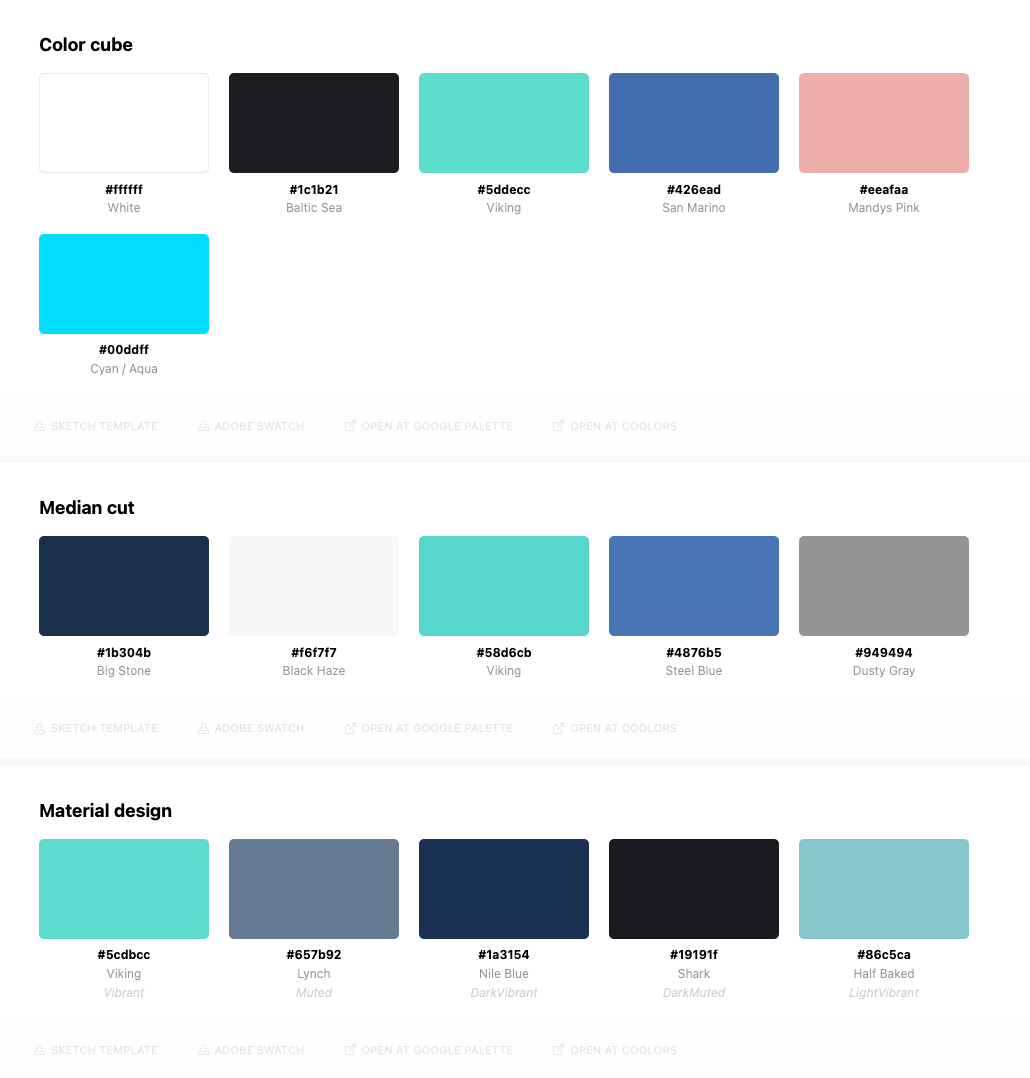 Color cube
#ffffff #1c1b21 #5ddecc #426ead #eeafaa
White Baltic Sea Viking San Marino Mandys Pink
#00ddff
Cyan / Aqua
SKETCH TEMPLATE ADOBE SWATCH OPEN AT GOOGLE PALETTE OPEN AT COOLORS
Median cut
#1b304b #f6f7f7 #58d6cb #4876b5 #949494
Big Stone Black Haze Viking Steel Blue Dusty Gray
SKETCH TEMPLATE ADOBE SWATCH OPEN AT GOOGLE PALETTE OPEN AT COOLORS
Material design
#5cdbcc #657b92 #1a3154 #19191f #86c5ca
Viking Lynch Nile Blue Shark Half Baked
Vibrant Muted DarkVibrant DarkMuted LightVibrant
SKETCH TEMPLATE ADOBE SWATCH OPEN AT GOOGLE PALETTE OPEN AT COOLORS